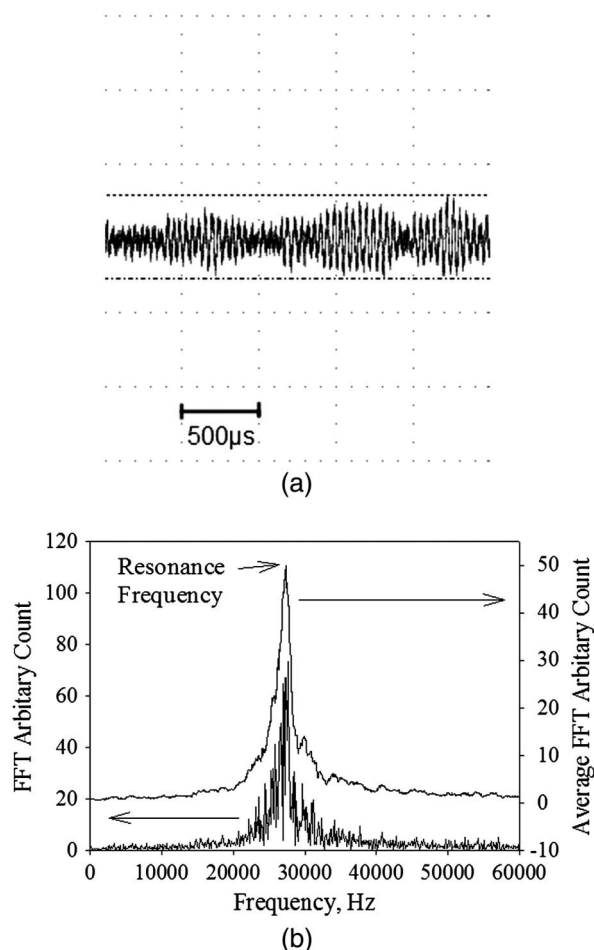 500µs
(a)
120
100
80
60
40
20
0
FFT Arbitary Count
Resonance
Frequency
50
40
30
20
10
0
-10
Average FFT Arbitary Count
0 10000 20000 30000 40000 50000 60000
Frequency, Hz
(b)